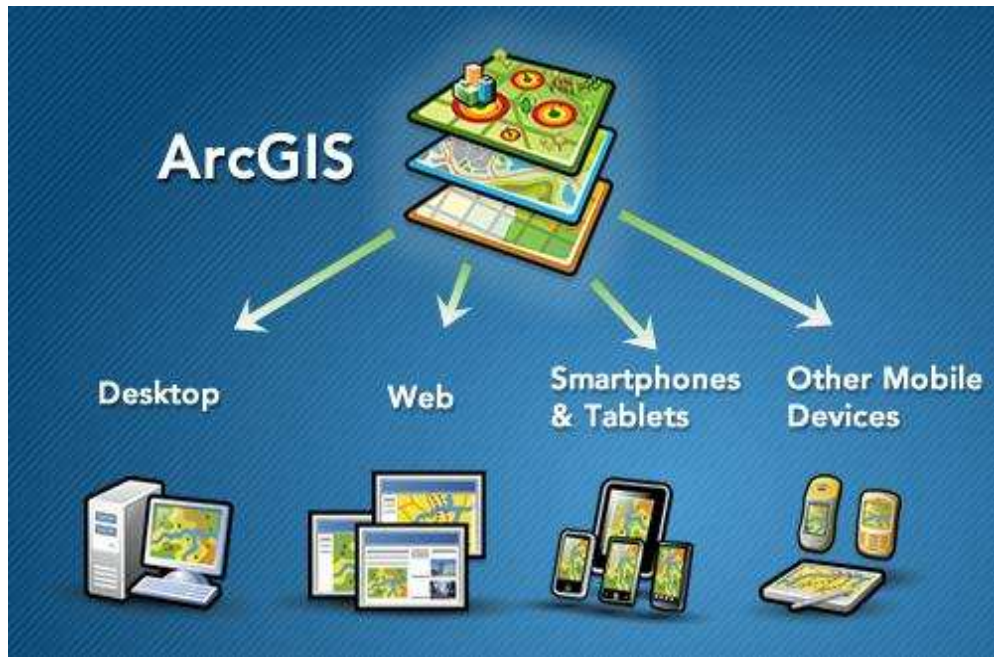 ArcGIS
Desktop
Web
Smartphones
& Tablets
Other Mobile
Devices